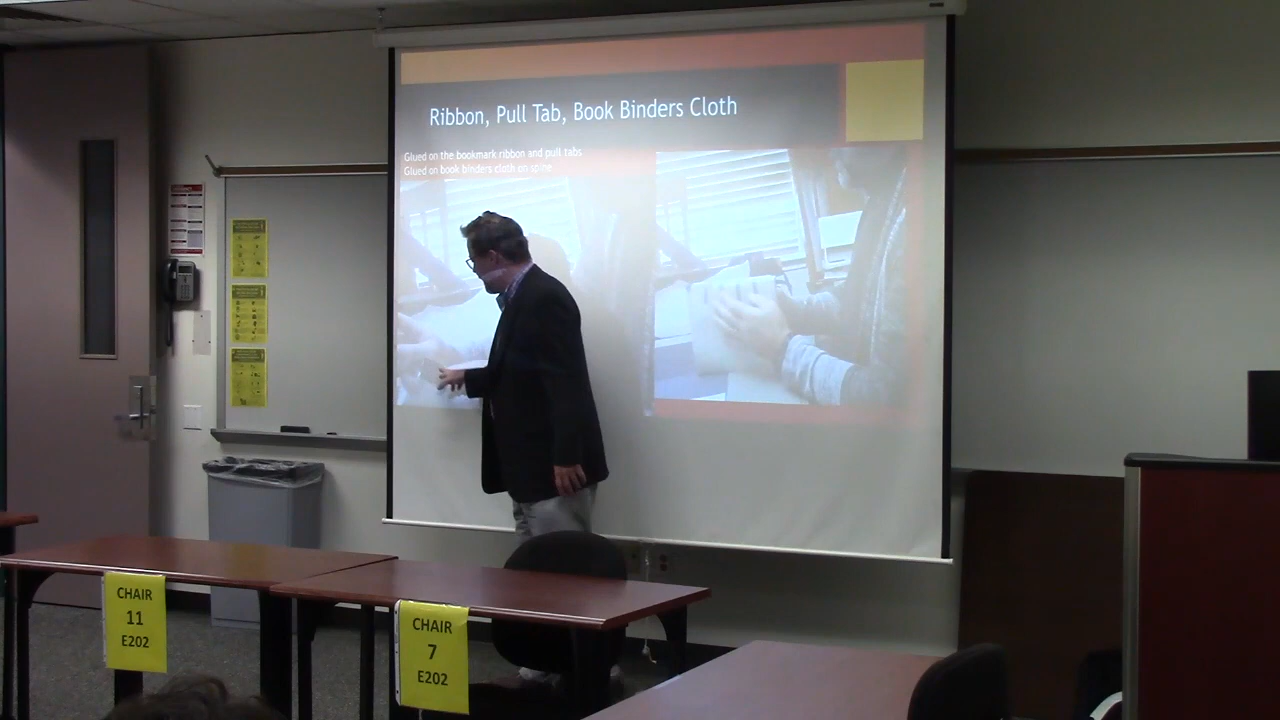 Ribbon, Pull Tab, Book Binders Cloth
Glued on the bookmark ribbon and pull tabs
Glued on book binders cloth on spine
CHAIR
11
E202
CHAIR
7
E202